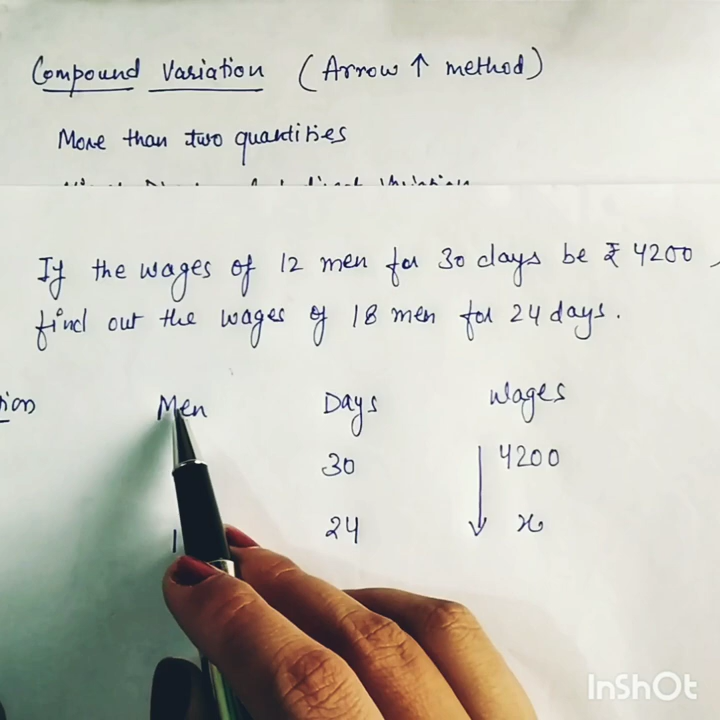 Compound Variation (Arrow ↑ method)
More than two quantities
If the wages of 12 men for 30 days be ₹ 4200,
find out the wages of 18 men for 24 days.
Men Days Wages
30 4200
24 x
InShOt